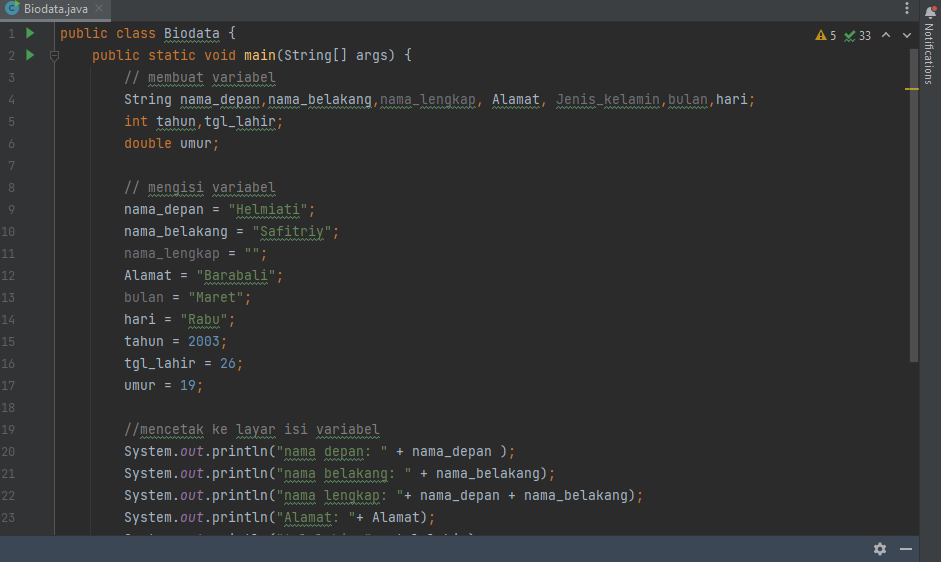 Biodata.java
5 33
Notifications
1 public class Biodata {
2 public static void main(String[] args) {
3 // membuat variabel
4 String nama_depan,nama_belakang,nama_lengkap, Alamat, Jenis_kelamin,bulan,hari;
5 int tahun,tgl_lahir;
6 double umur;
7
8 // mengisi variabel
9 nama_depan = "Helmiati";
10 nama_belakang = "Safitriy";
11 nama_lengkap = "";
12 Alamat = "Barabali";
13 bulan = "Maret";
14 hari = "Rabu";
15 tahun = 2003;
16 tgl_lahir = 26;
17 umur = 19;
18
19 //mencetak ke layar isi variabel
20 System.out.println("nama depan: " + nama_depan );
21 System.out.println("nama belakang: " + nama_belakang);
22 System.out.println("nama lengkap: "+ nama_depan + nama_belakang);
23 System.out.println("Alamat: "+ Alamat);